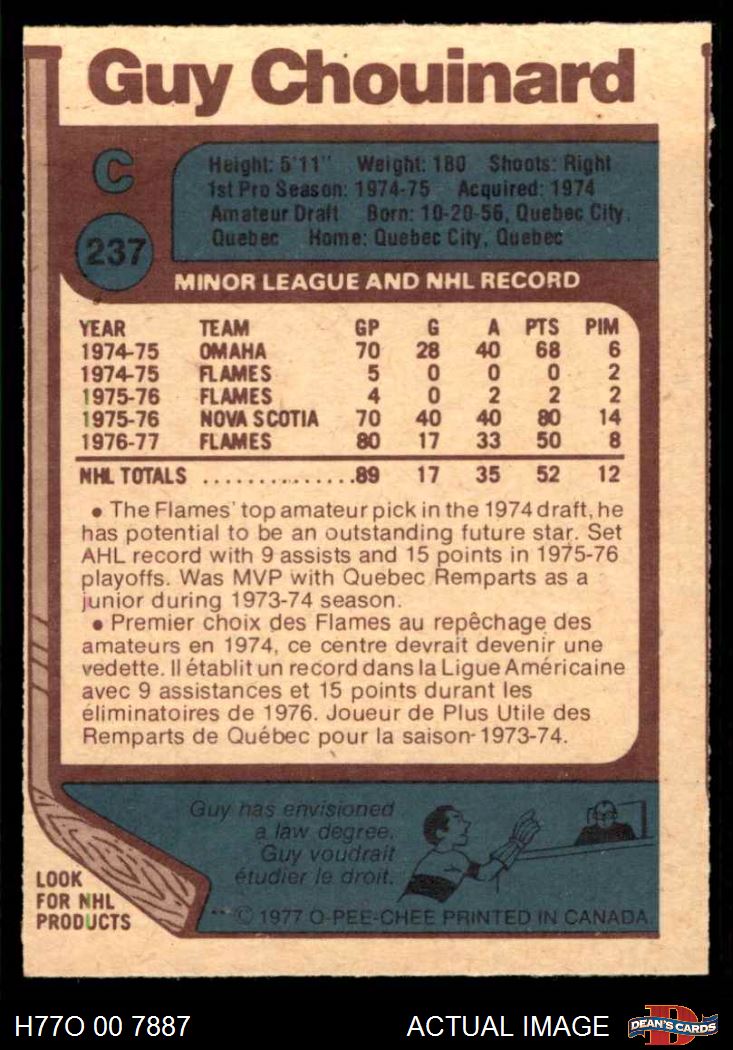 Guy Chouinard
C
Height: 5'11" Weight: 180 Shoots: Right
1st Pro Season: 1974-75 Acquired: 1974
Amateur Draft Born: 10-20-56, Quebec City,
Quebec Home: Quebec City, Quebec
237
MINOR LEAGUE AND NHL RECORD
YEAR TEAM GP G A PTS PIM
1974-75 OMAHA 70 28 40 68 6
1974-75 FLAMES 5 0 0 0 2
1975-76 FLAMES 4 0 2 2 2
1975-76 NOVA SCOTIA 70 40 40 80 14
1976-77 FLAMES 80 17 33 50 8
NHL TOTALS ..............89 17 35 52 12
• The Flames' top amateur pick in the 1974 draft, he
has potential to be an outstanding future star. Set
AHL record with 9 assists and 15 points in 1975-76
playoffs. Was MVP with Quebec Remparts as a
junior during 1973-74 season.
• Premier choix des Flames au repêchage des
amateurs en 1974, ce centre devrait devenir une
vedette. Il établit un record dans la Ligue Américaine
avec 9 assistances et 15 points durant les
éliminatoires de 1976. Joueur de Plus Utile des
Remparts de Québec pour la saison 1973-74.
Guy has envisioned
a law degree.
Guy voudrait
étudier le droit.
LOOK
FOR NHL
PRODUCTS
** © 1977 O-PEE-CHEE PRINTED IN CANADA
H77O 00 7887
ACTUAL IMAGE
D
DEAN'S CARDS